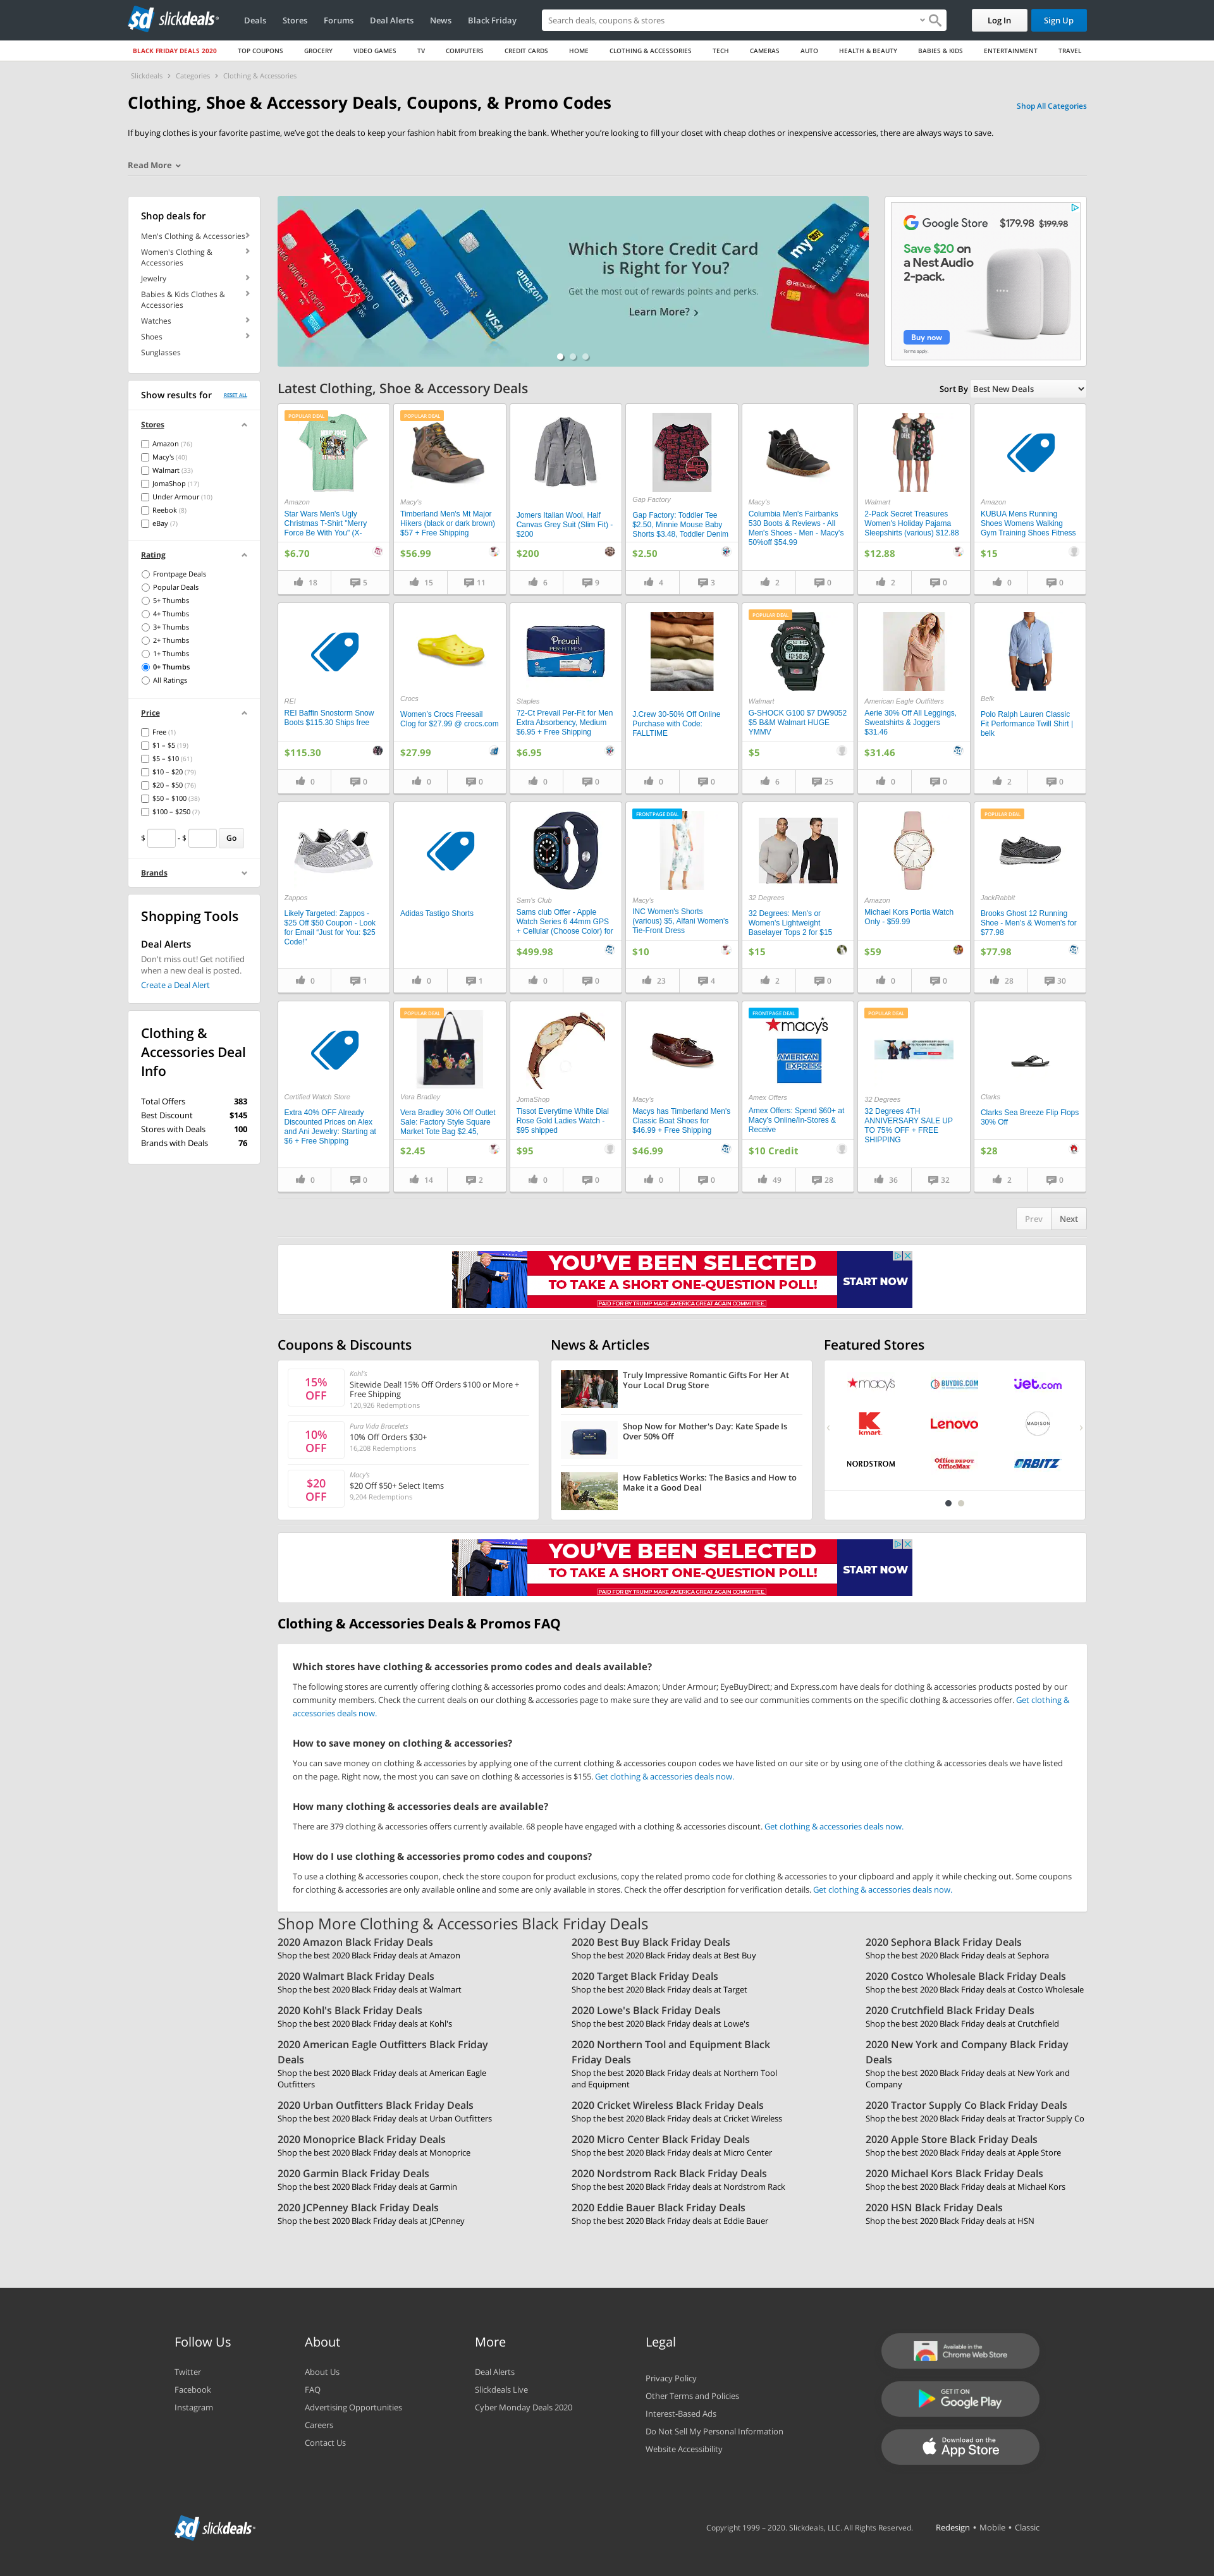 slickdeals
Deals Stores Forums Deal Alerts News Black Friday
Search deals, coupons & stores
Log In Sign Up
BLACK FRIDAY DEALS 2020 TOP COUPONS GROCERY VIDEO GAMES TV COMPUTERS CREDIT CARDS HOME CLOTHING & ACCESSORIES TECH CAMERAS AUTO HEALTH & BEAUTY BABIES & KIDS ENTERTAINMENT TRAVEL
Slickdeals > Categories > Clothing & Accessories
Clothing, Shoe & Accessory Deals, Coupons, & Promo Codes
Shop All Categories
If buying clothes is your favorite pastime, we've got the deals to keep your fashion habit from breaking the bank. Whether you're looking to fill your closet with cheap clothes or inexpensive accessories, there are always ways to save.
Read More
Shop deals for
Men's Clothing & Accessories
Women's Clothing &
Accessories
Jewelry
Babies & Kids Clothes &
Accessories
Watches
Shoes
Sunglasses
Which Store Credit Card
is Right for You?
Get the most out of rewards points and perks.
Learn More?
Google Store $179.98 $199.98
Save $20 on
a Nest Audio
2-pack.
Buy now
Terms apply.
Show results for RESET ALL
Stores
Amazon (76)
Macy's (40)
Walmart (33)
JomaShop (17)
Under Armour (10)
Reebok (8)
eBay (7)
Rating
Frontpage Deals
Popular Deals
5+ Thumbs
4+ Thumbs
3+ Thumbs
2+ Thumbs
1+ Thumbs
0+ Thumbs
All Ratings
Price
Free (1)
$1 – $5 (19)
$5 – $10 (61)
$10 – $20 (79)
$20 – $50 (76)
$50 – $100 (38)
$100 – $250 (7)
$ - $ Go
Brands
Shopping Tools
Deal Alerts
Don't miss out! Get notified
when a new deal is posted.
Create a Deal Alert
Clothing &
Accessories Deal
Info
Total Offers 383
Best Discount $145
Stores with Deals 100
Brands with Deals 76
Latest Clothing, Shoe & Accessory Deals
Sort By Best New Deals
POPULAR DEAL
Amazon
Star Wars Men's Ugly
Christmas T-Shirt "Merry
Force Be With You" (X-
$6.70
18 5
POPULAR DEAL
Macy's
Timberland Men's Mt Major
Hikers (black or dark brown)
$57 + Free Shipping
$56.99
15 11
Jomers Italian Wool, Half
Canvas Grey Suit (Slim Fit) -
$200
$200
6 9
Gap Factory
Gap Factory: Toddler Tee
$2.50, Minnie Mouse Baby
Shorts $3.48, Toddler Denim
$2.50
4 3
Macy's
Columbia Men's Fairbanks
530 Boots & Reviews - All
Men's Shoes - Men - Macy's
50%off $54.99
2 0
Walmart
2-Pack Secret Treasures
Women's Holiday Pajama
Sleepshirts (various) $12.88
$12.88
2 0
Amazon
KUBUA Mens Running
Shoes Womens Walking
Gym Training Shoes Fitness
$15
0 0
REI
REI Baffin Snostorm Snow
Boots $115.30 Ships free
$115.30
0 0
Crocs
Women's Crocs Freesail
Clog for $27.99 @ crocs.com
$27.99
0 0
Prevail
PER-FIT MEN
Staples
72-Ct Prevail Per-Fit for Men
Extra Absorbency, Medium
$6.95 + Free Shipping
$6.95
0 0
J.Crew 30-50% Off Online
Purchase with Code:
FALLTIME
0 0
POPULAR DEAL
Walmart
G-SHOCK G100 $7 DW9052
$5 B&M Walmart HUGE
YMMV
$5
6 25
American Eagle Outfitters
Aerie 30% Off All Leggings,
Sweatshirts & Joggers
$31.46
$31.46
0 0
Belk
Polo Ralph Lauren Classic
Fit Performance Twill Shirt |
belk
2 0
Zappos
Likely Targeted: Zappos -
$25 Off $50 Coupon - Look
for Email "Just for You: $25
Code!"
0 1
Adidas Tastigo Shorts
0 1
Sam's Club
Sams club Offer - Apple
Watch Series 6 44mm GPS
+ Cellular (Choose Color) for
$499.98
0 0
FRONTPAGE DEAL
Macy's
INC Women's Shorts
(various) $5, Alfani Women's
Tie-Front Dress
$10
23 4
32 Degrees
32 Degrees: Men's or
Women's Lightweight
Baselayer Tops 2 for $15
$15
2 0
Amazon
Michael Kors Portia Watch
Only - $59.99
$59
0 0
POPULAR DEAL
JackRabbit
Brooks Ghost 12 Running
Shoe - Men's & Women's for
$77.98
$77.98
28 30
Certified Watch Store
Extra 40% OFF Already
Discounted Prices on Alex
and Ani Jewelry: Starting at
$6 + Free Shipping
0 0
POPULAR DEAL
Vera Bradley
Vera Bradley 30% Off Outlet
Sale: Factory Style Square
Market Tote Bag $2.45,
$2.45
14 2
JomaShop
Tissot Everytime White Dial
Rose Gold Ladies Watch -
$95 shipped
$95
0 0
Macy's
Macys has Timberland Men's
Classic Boat Shoes for
$46.99 + Free Shipping
$46.99
0 0
FRONTPAGE DEAL
macy's
AMERICAN
EXPRESS
Amex Offers
Amex Offers: Spend $60+ at
Macy's Online/In-Stores &
Receive
$10 Credit
49 28
POPULAR DEAL
32 Degrees
32 Degrees 4TH
ANNIVERSARY SALE UP
TO 75% OFF + FREE
SHIPPING
36 32
Clarks
Clarks Sea Breeze Flip Flops
30% Off
$28
2 0
Prev Next
YOU'VE BEEN SELECTED
TO TAKE A SHORT ONE-QUESTION POLL!
START NOW
PAID FOR BY TRUMP MAKE AMERICA GREAT AGAIN COMMITTEE.
Coupons & Discounts
15%
OFF
Kohl's
Sitewide Deal! 15% Off Orders $100 or More +
Free Shipping
120,926 Redemptions
10%
OFF
Pura Vida Bracelets
10% Off Orders $30+
16,208 Redemptions
$20
OFF
Macy's
$20 Off $50+ Select Items
9,204 Redemptions
News & Articles
Truly Impressive Romantic Gifts For Her At
Your Local Drug Store
Shop Now for Mother's Day: Kate Spade Is
Over 50% Off
How Fabletics Works: The Basics and How to
Make it a Good Deal
Featured Stores
macy's BUYDIG.COM jet.com
kmart Lenovo MADISON
NORDSTROM Office DEPOT OfficeMax ORBITZ
YOU'VE BEEN SELECTED
TO TAKE A SHORT ONE-QUESTION POLL!
START NOW
PAID FOR BY TRUMP MAKE AMERICA GREAT AGAIN COMMITTEE.
Clothing & Accessories Deals & Promos FAQ
Which stores have clothing & accessories promo codes and deals available?
The following stores are currently offering clothing & accessories promo codes and deals: Amazon; Under Armour; EyeBuyDirect; and Express.com have deals for clothing & accessories products posted by our
community members. Check the current deals on our clothing & accessories page to make sure they are valid and to see our communities comments on the specific clothing & accessories offer. Get clothing &
accessories deals now.
How to save money on clothing & accessories?
You can save money on clothing & accessories by applying one of the current clothing & accessories coupon codes we have listed on our site or by using one of the clothing & accessories deals we have listed
on the page. Right now, the most you can save on clothing & accessories is $155. Get clothing & accessories deals now.
How many clothing & accessories deals are available?
There are 379 clothing & accessories offers currently available. 68 people have engaged with a clothing & accessories discount. Get clothing & accessories deals now.
How do I use clothing & accessories promo codes and coupons?
To use a clothing & accessories coupon, check the store coupon for product exclusions, copy the related promo code for clothing & accessories to your clipboard and apply it while checking out. Some coupons
for clothing & accessories are only available online and some are only available in stores. Check the offer description for verification details. Get clothing & accessories deals now.
Shop More Clothing & Accessories Black Friday Deals
2020 Amazon Black Friday Deals
Shop the best 2020 Black Friday deals at Amazon
2020 Best Buy Black Friday Deals
Shop the best 2020 Black Friday deals at Best Buy
2020 Sephora Black Friday Deals
Shop the best 2020 Black Friday deals at Sephora
2020 Walmart Black Friday Deals
Shop the best 2020 Black Friday deals at Walmart
2020 Target Black Friday Deals
Shop the best 2020 Black Friday deals at Target
2020 Costco Wholesale Black Friday Deals
Shop the best 2020 Black Friday deals at Costco Wholesale
2020 Kohl's Black Friday Deals
Shop the best 2020 Black Friday deals at Kohl's
2020 Lowe's Black Friday Deals
Shop the best 2020 Black Friday deals at Lowe's
2020 Crutchfield Black Friday Deals
Shop the best 2020 Black Friday deals at Crutchfield
2020 American Eagle Outfitters Black Friday
Deals
Shop the best 2020 Black Friday deals at American Eagle
Outfitters
2020 Northern Tool and Equipment Black
Friday Deals
Shop the best 2020 Black Friday deals at Northern Tool
and Equipment
2020 New York and Company Black Friday
Deals
Shop the best 2020 Black Friday deals at New York and
Company
2020 Urban Outfitters Black Friday Deals
Shop the best 2020 Black Friday deals at Urban Outfitters
2020 Cricket Wireless Black Friday Deals
Shop the best 2020 Black Friday deals at Cricket Wireless
2020 Tractor Supply Co Black Friday Deals
Shop the best 2020 Black Friday deals at Tractor Supply Co
2020 Monoprice Black Friday Deals
Shop the best 2020 Black Friday deals at Monoprice
2020 Micro Center Black Friday Deals
Shop the best 2020 Black Friday deals at Micro Center
2020 Apple Store Black Friday Deals
Shop the best 2020 Black Friday deals at Apple Store
2020 Garmin Black Friday Deals
Shop the best 2020 Black Friday deals at Garmin
2020 Nordstrom Rack Black Friday Deals
Shop the best 2020 Black Friday deals at Nordstrom Rack
2020 Michael Kors Black Friday Deals
Shop the best 2020 Black Friday deals at Michael Kors
2020 JCPenney Black Friday Deals
Shop the best 2020 Black Friday deals at JCPenney
2020 Eddie Bauer Black Friday Deals
Shop the best 2020 Black Friday deals at Eddie Bauer
2020 HSN Black Friday Deals
Shop the best 2020 Black Friday deals at HSN
Follow Us
Twitter
Facebook
Instagram
About
About Us
FAQ
Advertising Opportunities
Careers
Contact Us
More
Deal Alerts
Slickdeals Live
Cyber Monday Deals 2020
Legal
Privacy Policy
Other Terms and Policies
Interest-Based Ads
Do Not Sell My Personal Information
Website Accessibility
Available in the
Chrome Web Store
GET IT ON
Google Play
Download on the
App Store
slickdeals
Copyright 1999 – 2020. Slickdeals, LLC. All Rights Reserved. Redesign • Mobile • Classic